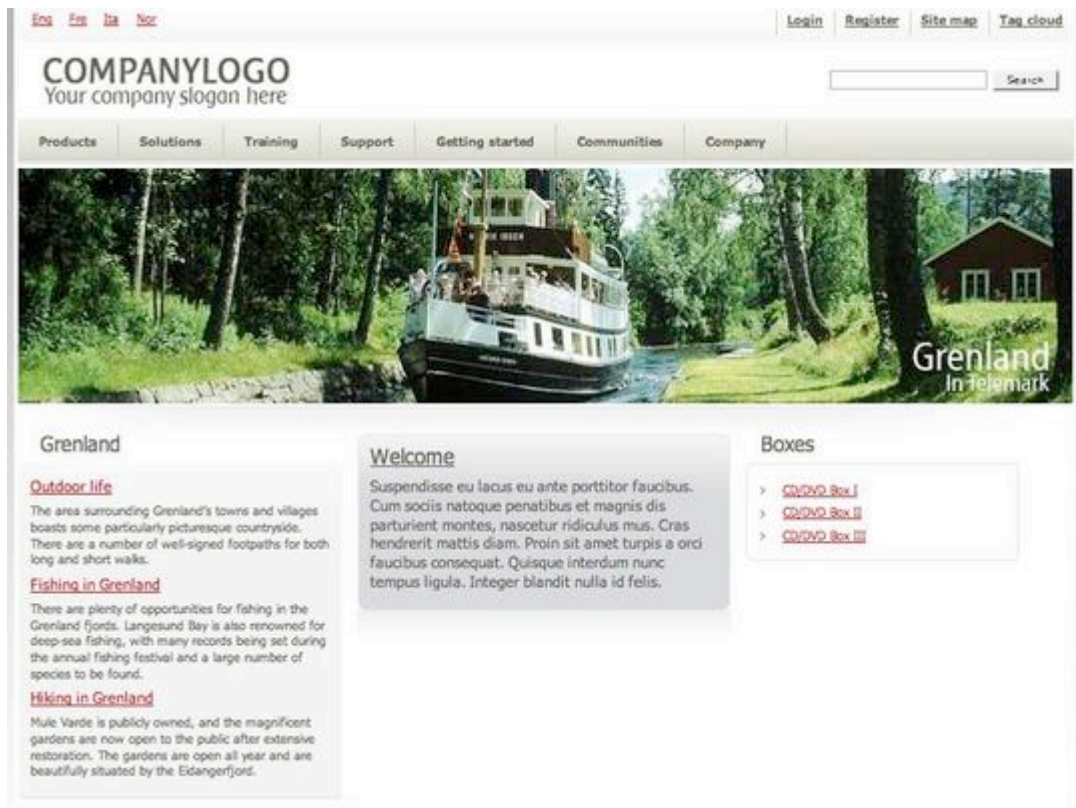 Eng Fre Ita Nor
Login Register Site map Tag cloud
COMPANYLOGO
Your company slogan here
Search
Products Solutions Training Support Getting started Communities Company
Grenland
In Telemark
Grenland
Outdoor life
The area surrounding Grenland's towns and villages
boasts some particularly picturesque countryside.
There are a number of well-signed footpaths for both
long and short walks.
Fishing in Grenland
There are plenty of opportunities for fishing in the
Grenland fjords. Langesund Bay is also renowned for
deep-sea fishing, with many records being set during
the annual fishing festival and a large number of
species to be found.
Hiking in Grenland
Mule Varde is publicly owned, and the magnificent
gardens are now open to the public after extensive
restoration. The gardens are open all year and are
beautifully situated by the Eidangerfjord.
Welcome
Suspendisse eu lacus eu ante porttitor faucibus.
Cum sociis natoque penatibus et magnis dis
parturient montes, nascetur ridiculus mus. Cras
hendrerit mattis diam. Proin sit amet turpis a orci
faucibus consequat. Quisque interdum nunc
tempus ligula. Integer blandit nulla id felis.
Boxes
CD/DVD Box I
CD/DVD Box II
CD/DVD Box III